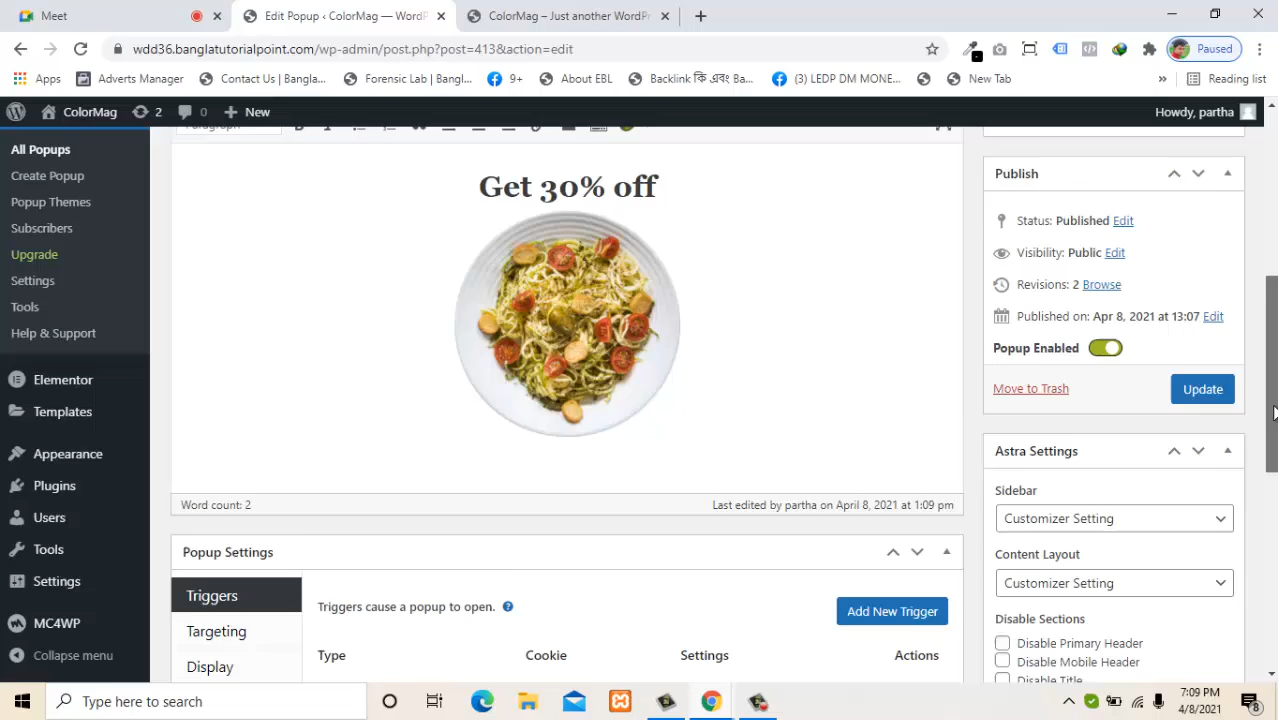 Meet
Edit Popup ‹ ColorMag — WordP
ColorMag – Just another WordPr
wdd36.banglatutorialpoint.com/wp-admin/post.php?post=413&action=edit
Paused
Apps
Adverts Manager
Contact Us | Bangla...
Forensic Lab | Bangl...
9+
About EBL
Backlink কি এবং Ba...
(3) LEDP DM MONE...
New Tab
»
Reading list
ColorMag
2
0
New
Howdy, partha
All Popups
Create Popup
Popup Themes
Subscribers
Upgrade
Settings
Tools
Help & Support
Elementor
Templates
Appearance
Plugins
Users
Tools
Settings
MC4WP
Collapse menu
Paragraph
Get 30% off
Word count: 2
Last edited by partha on April 8, 2021 at 1:09 pm
Popup Settings
Triggers
Targeting
Display
Triggers cause a popup to open.
Add New Trigger
Type
Cookie
Settings
Actions
Publish
Status: Published Edit
Visibility: Public Edit
Revisions: 2 Browse
Published on: Apr 8, 2021 at 13:07 Edit
Popup Enabled
Move to Trash
Update
Astra Settings
Sidebar
Customizer Setting
Content Layout
Customizer Setting
Disable Sections
Disable Primary Header
Disable Mobile Header
Disable Title
Type here to search
7:09 PM
4/8/2021
8